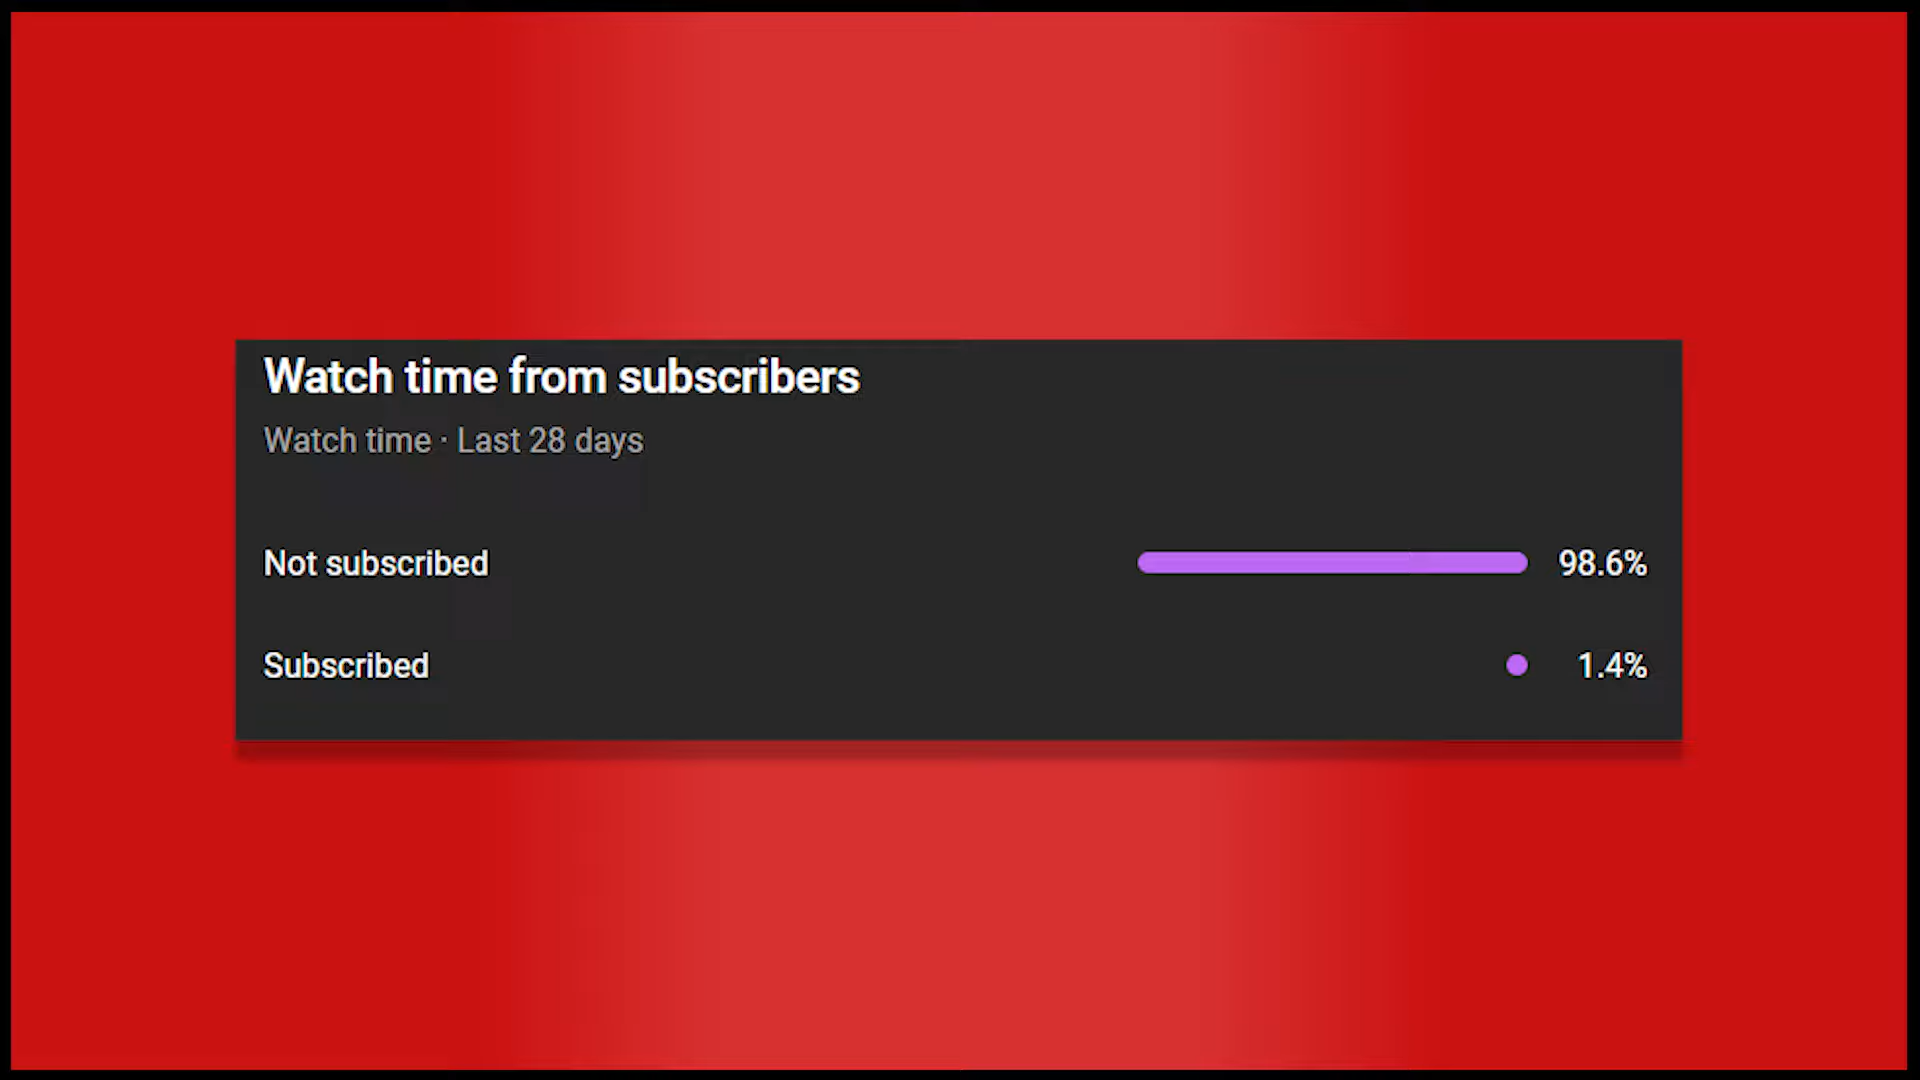 Watch time from subscribers
Watch time · Last 28 days
Not subscribed 98.6%
Subscribed 1.4%